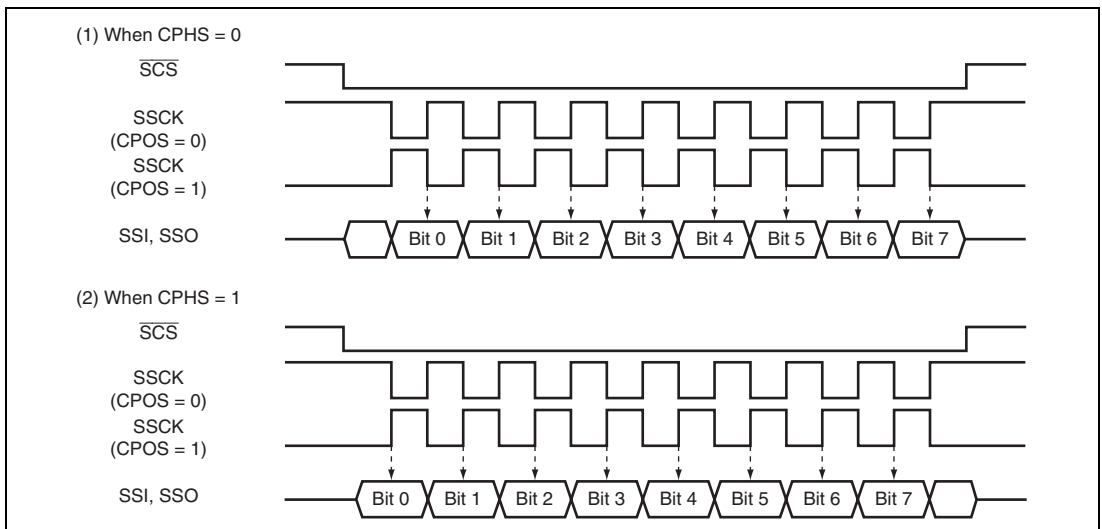 (1) When CPHS = 0
SCS
SSCK
(CPOS = 0)
SSCK
(CPOS = 1)
SSI, SSO
Bit 0 Bit 1 Bit 2 Bit 3 Bit 4 Bit 5 Bit 6 Bit 7
(2) When CPHS = 1
SCS
SSCK
(CPOS = 0)
SSCK
(CPOS = 1)
SSI, SSO
Bit 0 Bit 1 Bit 2 Bit 3 Bit 4 Bit 5 Bit 6 Bit 7